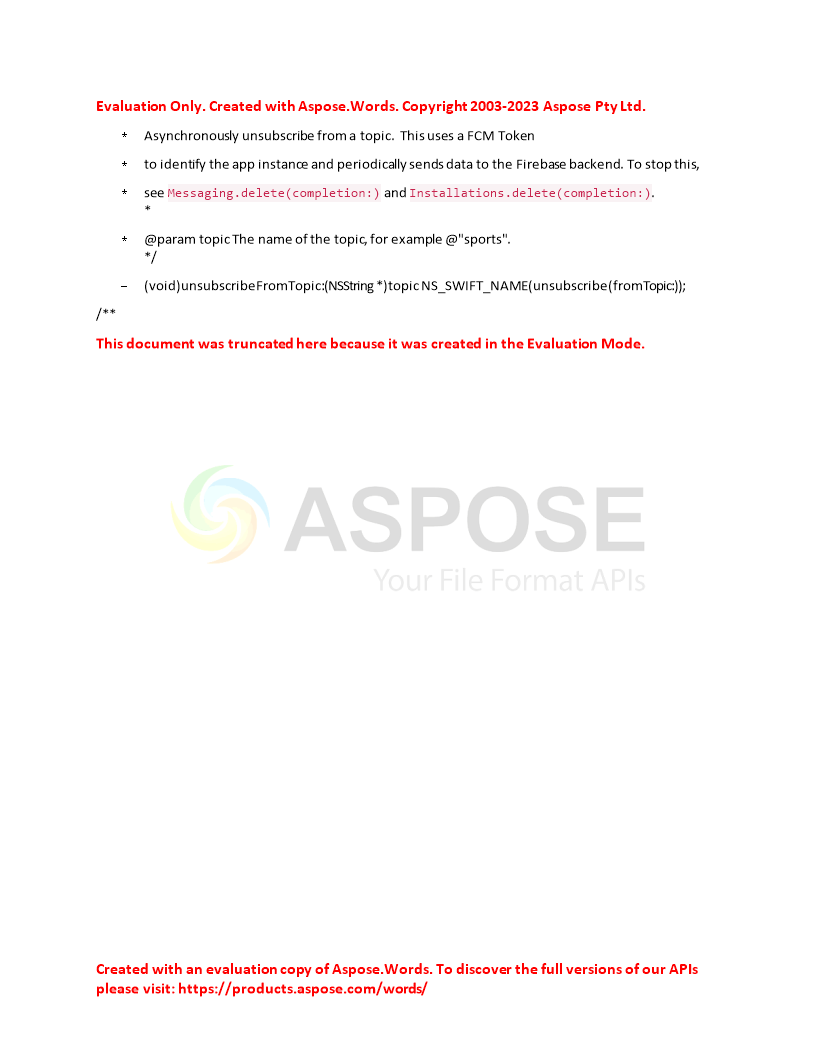 Evaluation Only. Created with Aspose.Words. Copyright 2003-2023 Aspose Pty Ltd.
* Asynchronously unsubscribe from a topic. This uses a FCM Token
* to identify the app instance and periodically sends data to the Firebase backend. To stop this,
* see Messaging.delete(completion:) and Installations.delete(completion:).
*
* @param topic The name of the topic, for example @"sports".
*/
– (void)unsubscribeFromTopic:(NSString *)topic NS_SWIFT_NAME(unsubscribe(fromTopic:));
/**
This document was truncated here because it was created in the Evaluation Mode.
ASPOSE
Your File Format APIs
Created with an evaluation copy of Aspose.Words. To discover the full versions of our APIs
please visit: https://products.aspose.com/words/